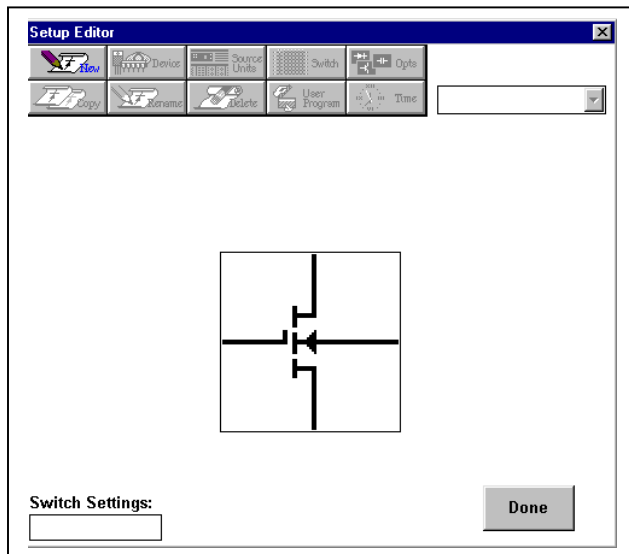 Setup Editor
New Device Source Units Switch Opts
Copy Rename Delete User Program Time
Switch Settings:
Done